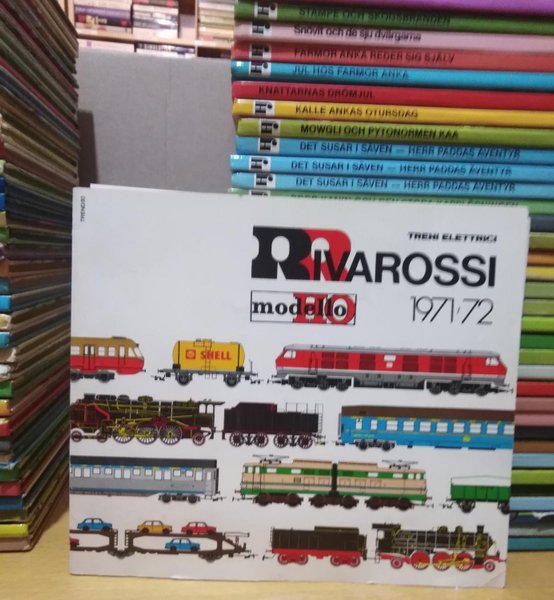 STÄMPE OCH SKOGSBRANDEN
Snövit och de sju dvärgarna
FARMOR ANKA REDER SIG SJÄLV
JUL HOS FARMOR ANKA
KNATTARNAS DRÖMJUL
KALLE ANKAS OTURSDAG
MOWGLI OCH PYTONORMEN KAA
DET SUSAR I SÄVEN — HERR PADDAS ÄVENTYR
DET SUSAR I SÄVEN — HERR PADDAS ÄVENTYR
DET SUSAR I SÄVEN — HERR PADDAS ÄVENTYR
TRENI ELETTRICI
RIVAROSSI
modello HO
1971/72
SHELL